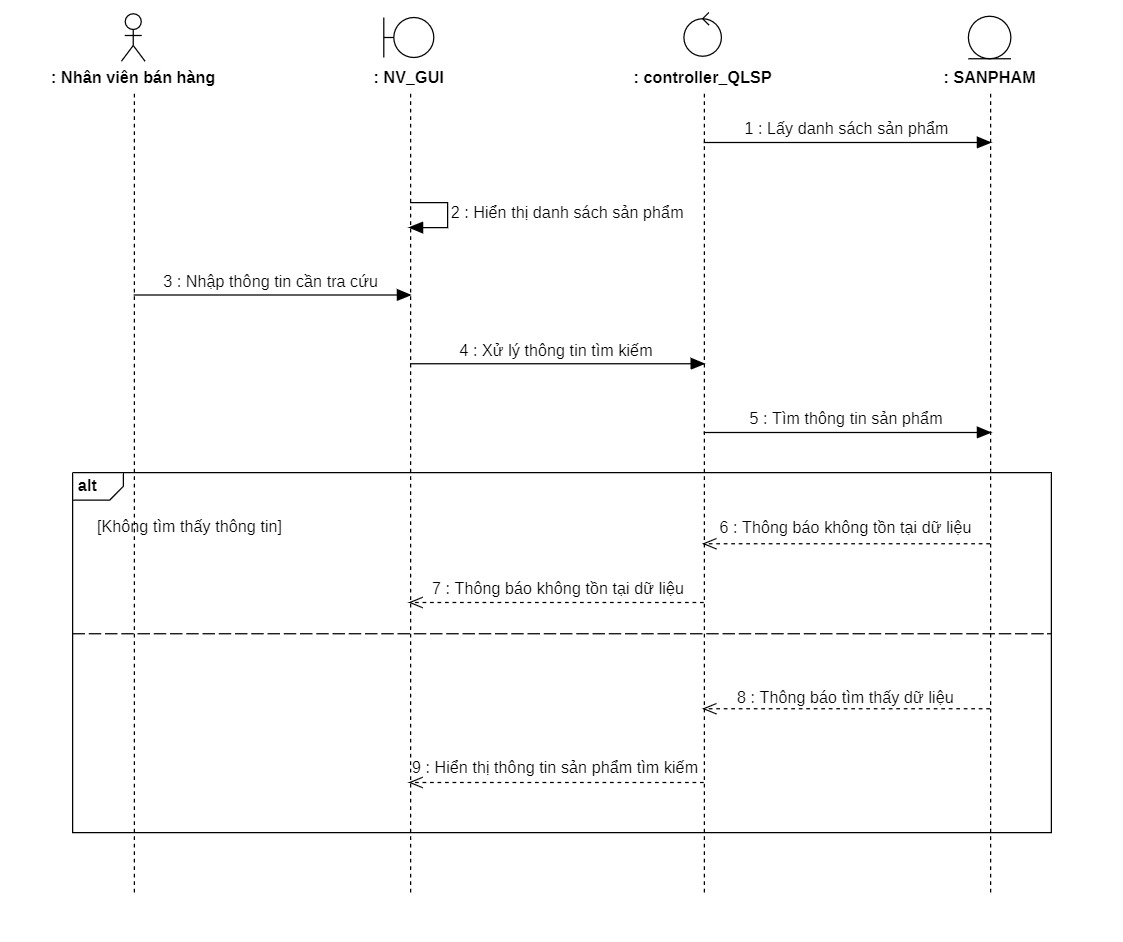 : Nhân viên bán hàng
: NV_GUI
: controller_QLSP
: SANPHAM
1 : Lấy danh sách sản phẩm
2 : Hiển thị danh sách sản phẩm
3 : Nhập thông tin cần tra cứu
4 : Xử lý thông tin tìm kiếm
5 : Tìm thông tin sản phẩm
alt
[Không tìm thấy thông tin]
6 : Thông báo không tồn tại dữ liệu
7 : Thông báo không tồn tại dữ liệu
8 : Thông báo tìm thấy dữ liệu
9 : Hiển thị thông tin sản phẩm tìm kiếm